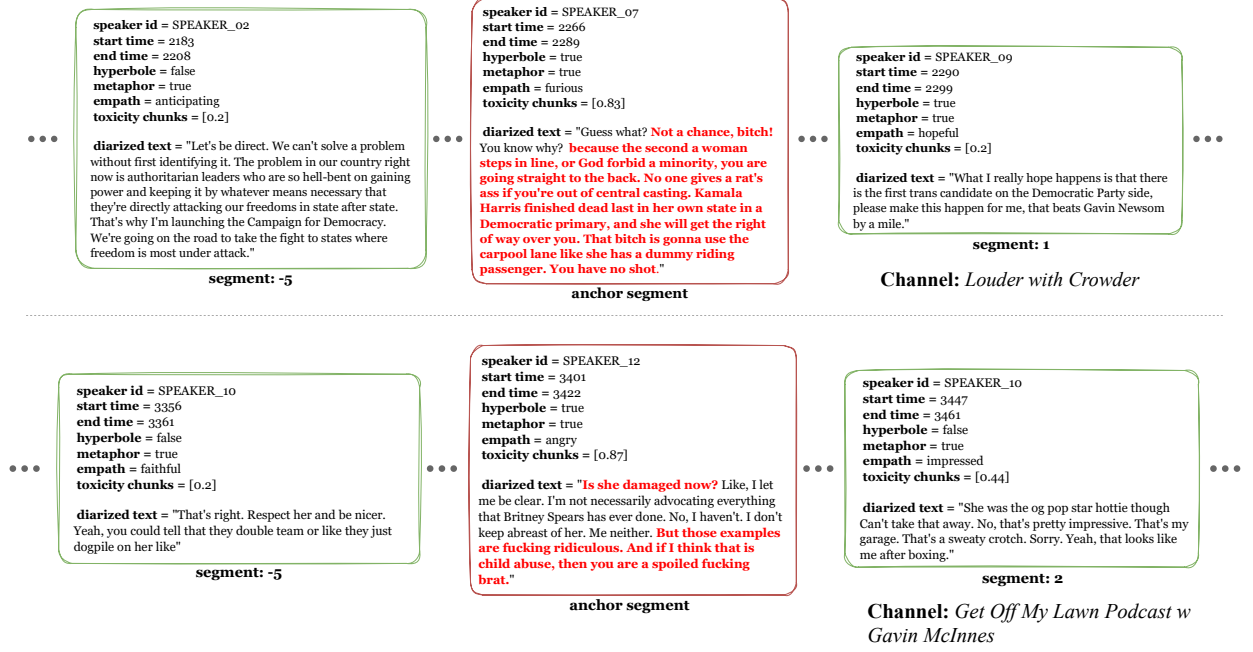 speaker id = SPEAKER_02
start time = 2183
end time = 2208
hyperbole = false
metaphor = true
empath = anticipating
toxicity chunks = [0.2]
diarized text = "Let's be direct. We can't solve a problem
without first identifying it. The problem in our country right
now is authoritarian leaders who are so hell-bent on gaining
power and keeping it by whatever means necessary that
they're directly attacking our freedoms in state after state.
That's why I'm launching the Campaign for Democracy.
We're going on the road to take the fight to states where
freedom is most under attack."
segment: -5
speaker id = SPEAKER_07
start time = 2266
end time = 2289
hyperbole = true
metaphor = true
empath = furious
toxicity chunks = [0.83]
diarized text = "Guess what? Not a chance, bitch!
You know why? because the second a woman
steps in line, or God forbid a minority, you are
going straight to the back. No one gives a rat's
ass if you're out of central casting. Kamala
Harris finished dead last in her own state in a
Democratic primary, and she will get the right
of way over you. That bitch is gonna use the
carpool lane like she has a dummy riding
passenger. You have no shot."
anchor segment
speaker id = SPEAKER_09
start time = 2290
end time = 2299
hyperbole = true
metaphor = true
empath = hopeful
toxicity chunks = [0.2]
diarized text = "What I really hope happens is that there
is the first trans candidate on the Democratic Party side,
please make this happen for me, that beats Gavin Newsom
by a mile."
segment: 1
Channel: Louder with Crowder
speaker id = SPEAKER_10
start time = 3356
end time = 3361
hyperbole = false
metaphor = true
empath = faithful
toxicity chunks = [0.2]
diarized text = "That's right. Respect her and be nicer.
Yeah, you could tell that they double team or like they just
dogpile on her like"
segment: -5
speaker id = SPEAKER_12
start time = 3401
end time = 3422
hyperbole = true
metaphor = true
empath = angry
toxicity chunks = [0.87]
diarized text = "Is she damaged now? Like, I let
me be clear. I'm not necessarily advocating everything
that Britney Spears has ever done. No, I haven't. I don't
keep abreast of her. Me neither. But those examples
are fucking ridiculous. And if I think that is
child abuse, then you are a spoiled fucking
brat."
anchor segment
speaker id = SPEAKER_10
start time = 3447
end time = 3461
hyperbole = false
metaphor = true
empath = impressed
toxicity chunks = [0.44]
diarized text = "She was the og pop star hottie though
Can't take that away. No, that's pretty impressive. That's my
garage. That's a sweaty crotch. Sorry. Yeah, that looks like
me after boxing."
segment: 2
Channel: Get Off My Lawn Podcast w
Gavin McInnes